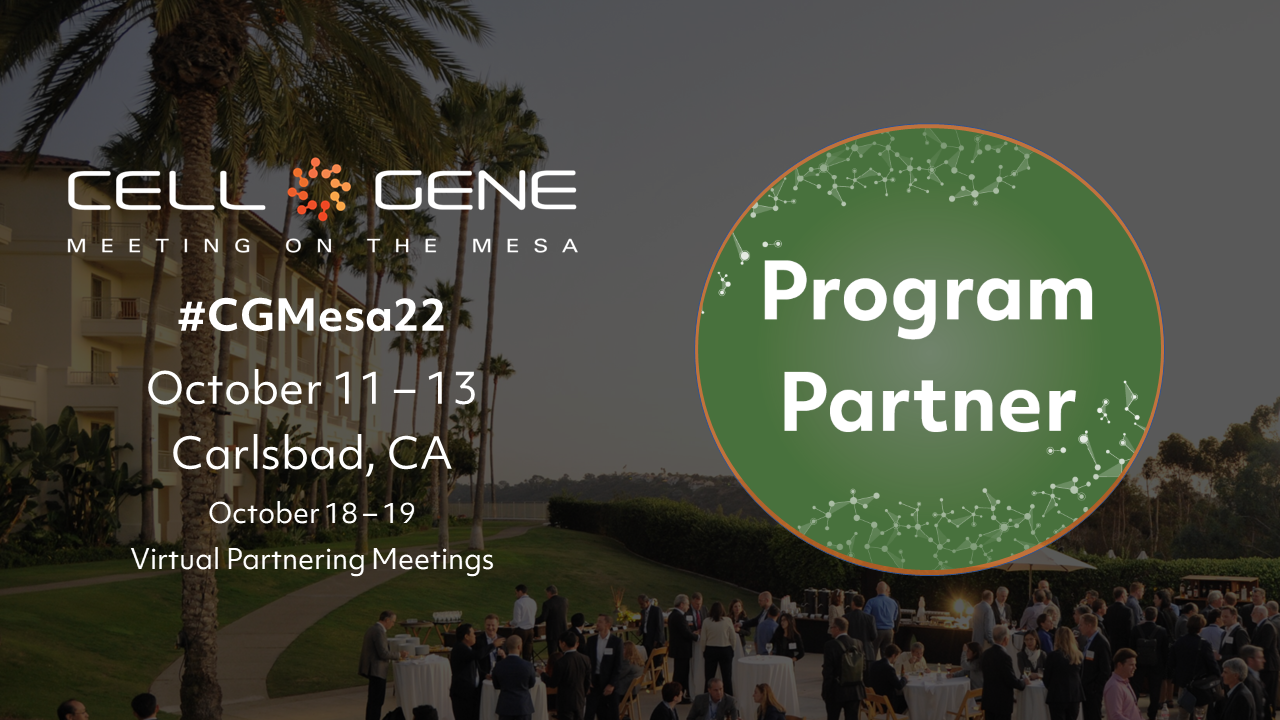 CELL GENE
MEETING ON THE MESA
#CGMesa22
October 11 – 13
Carlsbad, CA
October 18 – 19
Virtual Partnering Meetings
Program
Partner